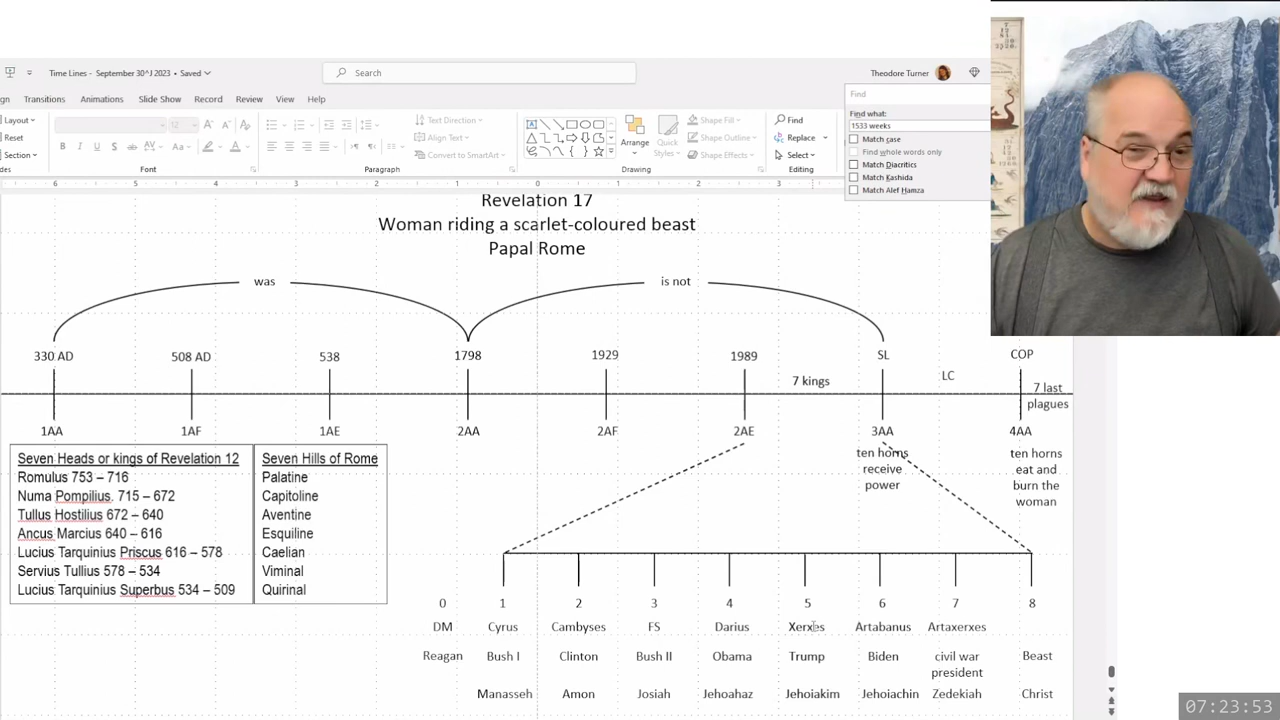 Time Lines - September 30^J 2023 • Saved
Search
Theodore Turner
Transitions Animations Slide Show Record Review View Help
Find
Find what:
1533 weeks
Match case
Find whole words only
Match Diacritics
Match Kashida
Match Alef Hamza
Layout
Reset
Section
Text Direction
Align Text
Convert to SmartArt
Arrange
Quick Styles
Shape Fill
Shape Outline
Shape Effects
Find
Replace
Select
Font Paragraph Drawing Editing
Revelation 17
Woman riding a scarlet-coloured beast
Papal Rome
was is not
330 AD 508 AD 538 1798 1929 1989 SL COP
7 kings LC 7 last
plagues
1AA 1AF 1AE 2AA 2AF 2AE 3AA 4AA
ten horns
receive
power
ten horns
eat and
burn the
woman
Seven Heads or kings of Revelation 12
Romulus 753 – 716
Numa Pompilius. 715 – 672
Tullus Hostilius 672 – 640
Ancus Marcius 640 – 616
Lucius Tarquinius Priscus 616 – 578
Servius Tullius 578 – 534
Lucius Tarquinius Superbus 534 – 509
Seven Hills of Rome
Palatine
Capitoline
Aventine
Esquiline
Caelian
Viminal
Quirinal
0 1 2 3 4 5 6 7 8
DM Cyrus Cambyses FS Darius Xerxes Artabanus Artaxerxes
Reagan Bush I Clinton Bush II Obama Trump Biden civil war
president Beast
Manasseh Amon Josiah Jehoahaz Jehoiakim Jehoiachin Zedekiah Christ
07:23:53